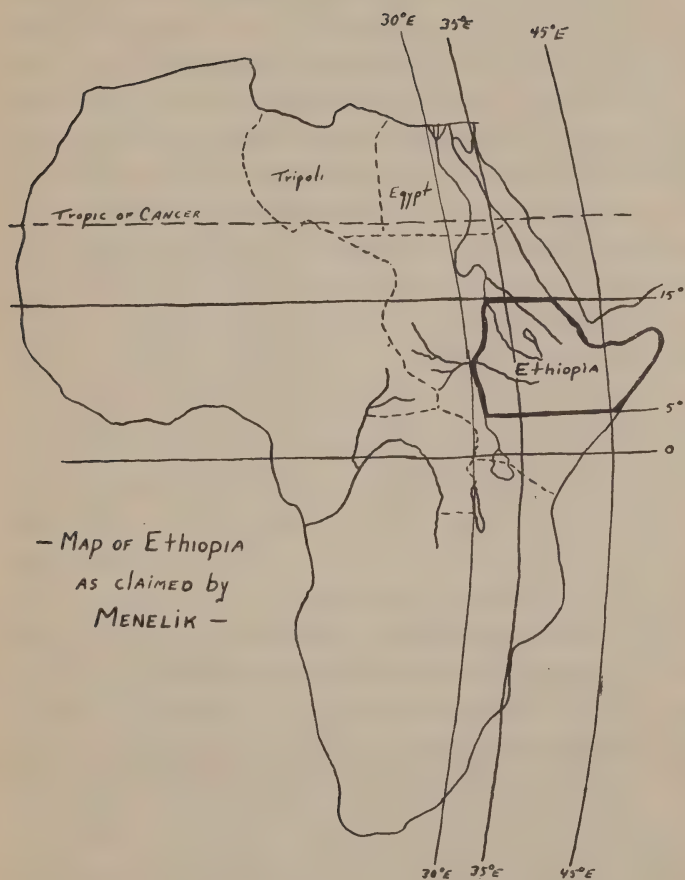 30°E 35°E 45°E
Tripoli
Egypt
Tropic of CANCER
15°
Ethiopia
5°
0
— MAP OF Ethiopia
AS claimed by
MENELIK —
30°E 35°E 45°E